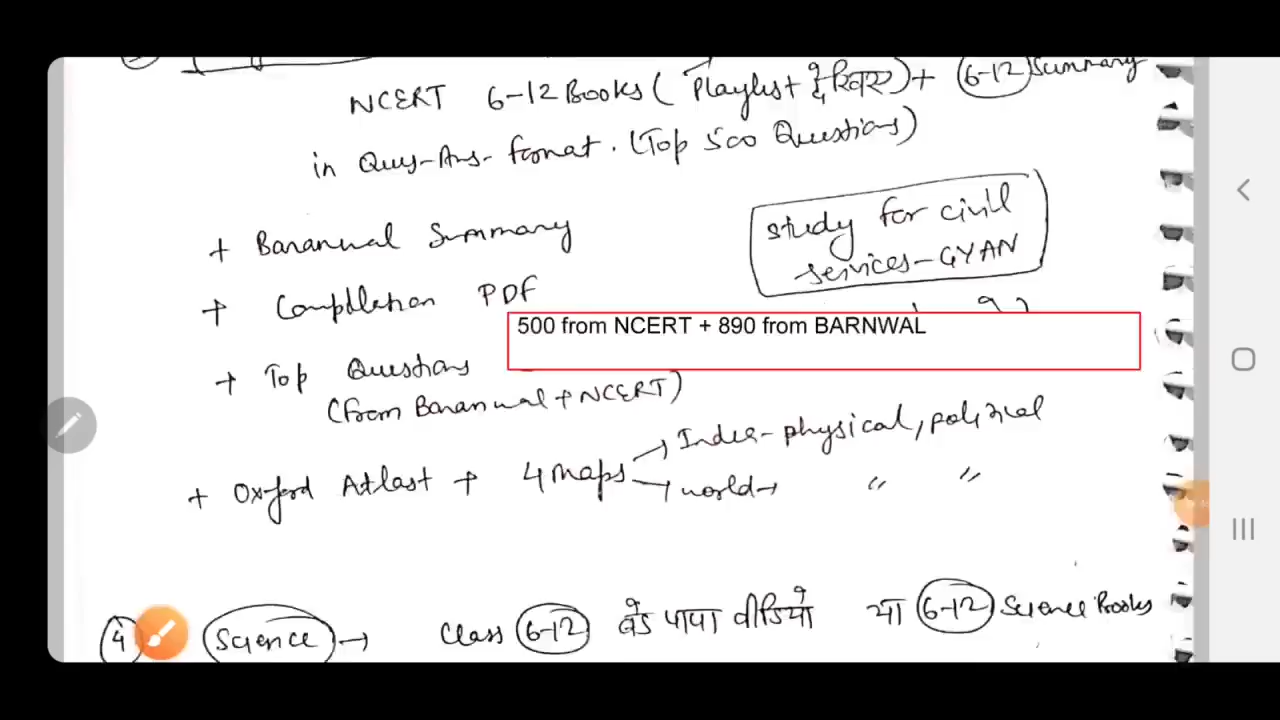 NCERT 6-12 Books ( Playlist + (6-12) Summary
in Ques-Ans- format. (Top 500 Questions)
+ Baranwal Summary
study for civil
services-GYAN
+ Compilation PDF
500 from NCERT + 890 from BARNWAL
+ Top Questions
(from Baranwal + NCERT)
+ Oxford Atlast + 4 maps
→ India - physical, political
→ world → " "
4 Science → Class 6-12 बड़े पापा वीडियो या 6-12 Science Books